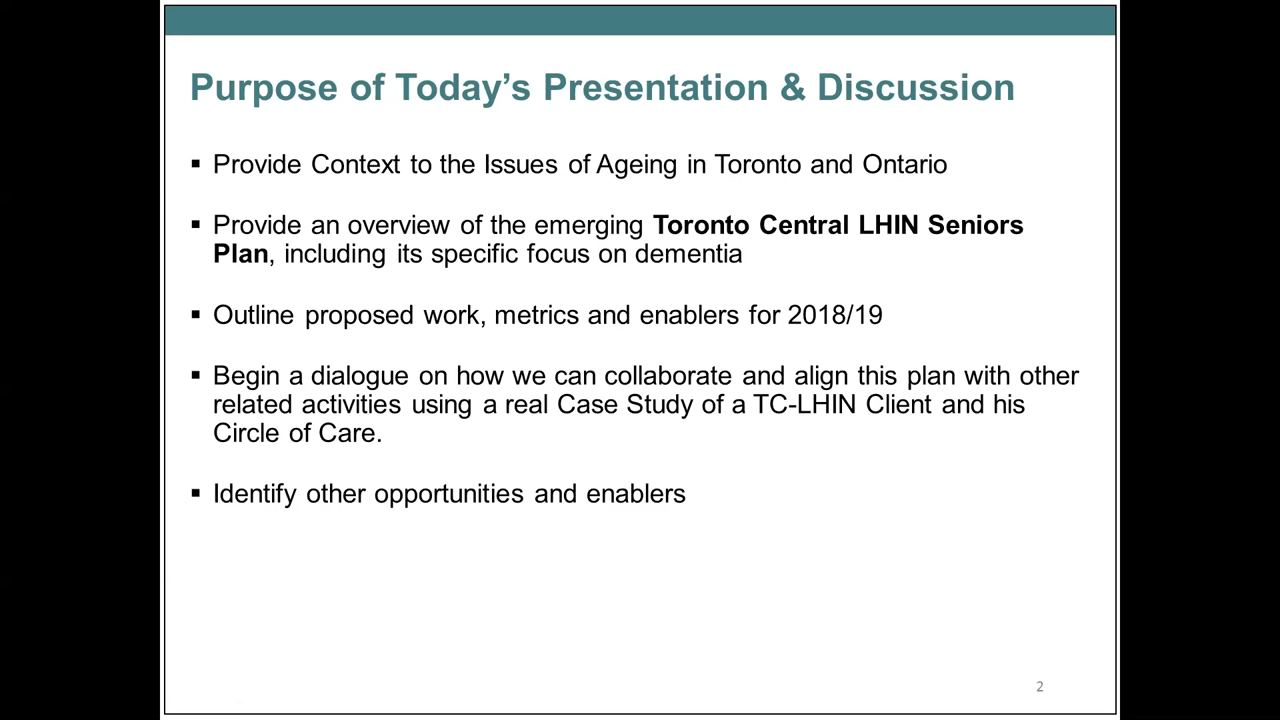 Purpose of Today's Presentation & Discussion
▪ Provide Context to the Issues of Ageing in Toronto and Ontario
▪ Provide an overview of the emerging Toronto Central LHIN Seniors
Plan, including its specific focus on dementia
▪ Outline proposed work, metrics and enablers for 2018/19
▪ Begin a dialogue on how we can collaborate and align this plan with other
related activities using a real Case Study of a TC-LHIN Client and his
Circle of Care.
▪ Identify other opportunities and enablers
2